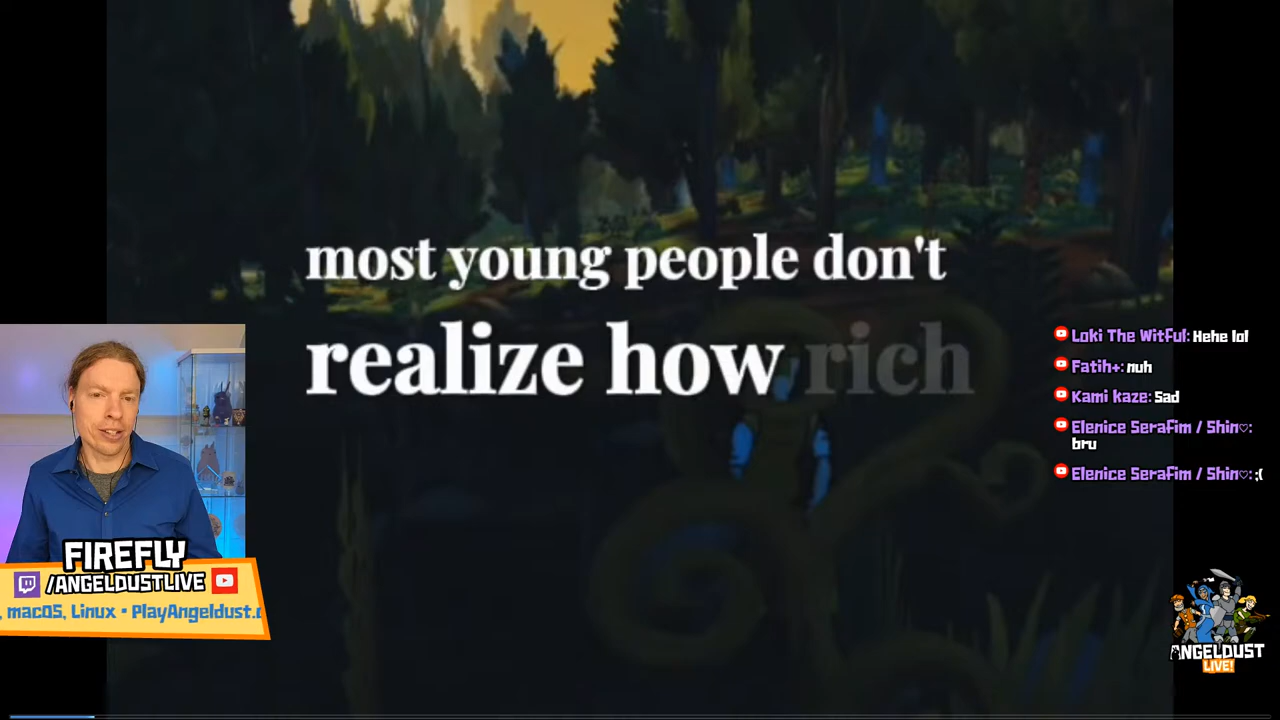 most young people don't
realize how rich
Loki The Witful: Hehe lol
Fatih+: nuh
Kami kaze: Sad
Elenice Serafim / Shin♡:
bru
Elenice Serafim / Shin♡: ;(
FIREFLY
/ANGELDUSTLIVE
, macOS, Linux • PlayAngeldust.c
ANGELDUST
LIVE!